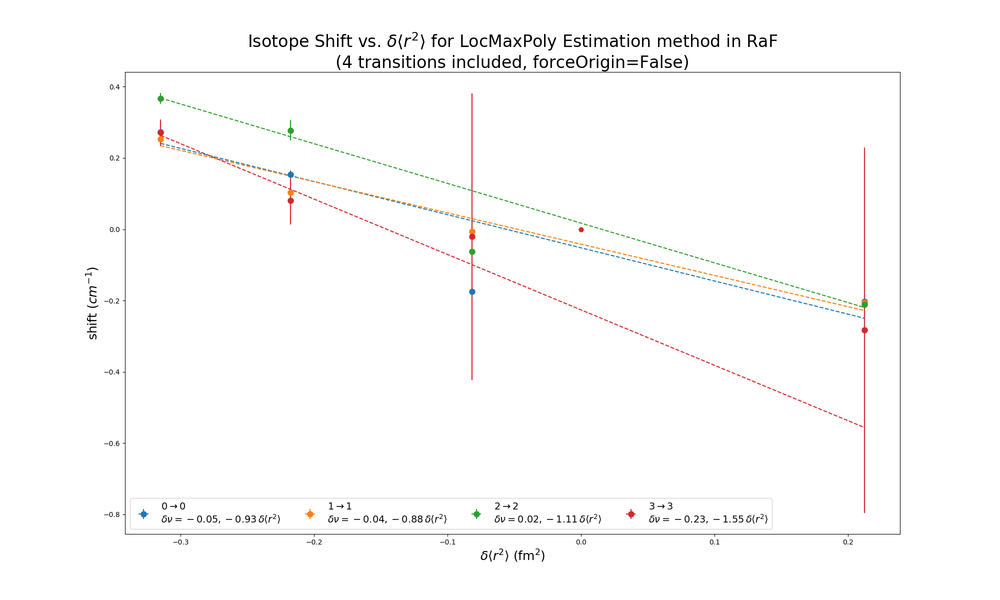 Isotope Shift vs. δ⟨r²⟩ for LocMaxPoly Estimation method in RaF
(4 transitions included, forceOrigin=False)
0.4
0.2
0.0
−0.2
−0.4
−0.6
−0.8
shift (cm⁻¹)
0→0
δν = −0.05, −0.93 δ⟨r²⟩
1→1
δν = −0.04, −0.88 δ⟨r²⟩
2→2
δν = 0.02, −1.11 δ⟨r²⟩
3→3
δν = −0.23, −1.55 δ⟨r²⟩
−0.3 −0.2 −0.1 0.0 0.1 0.2
δ⟨r²⟩ (fm²)